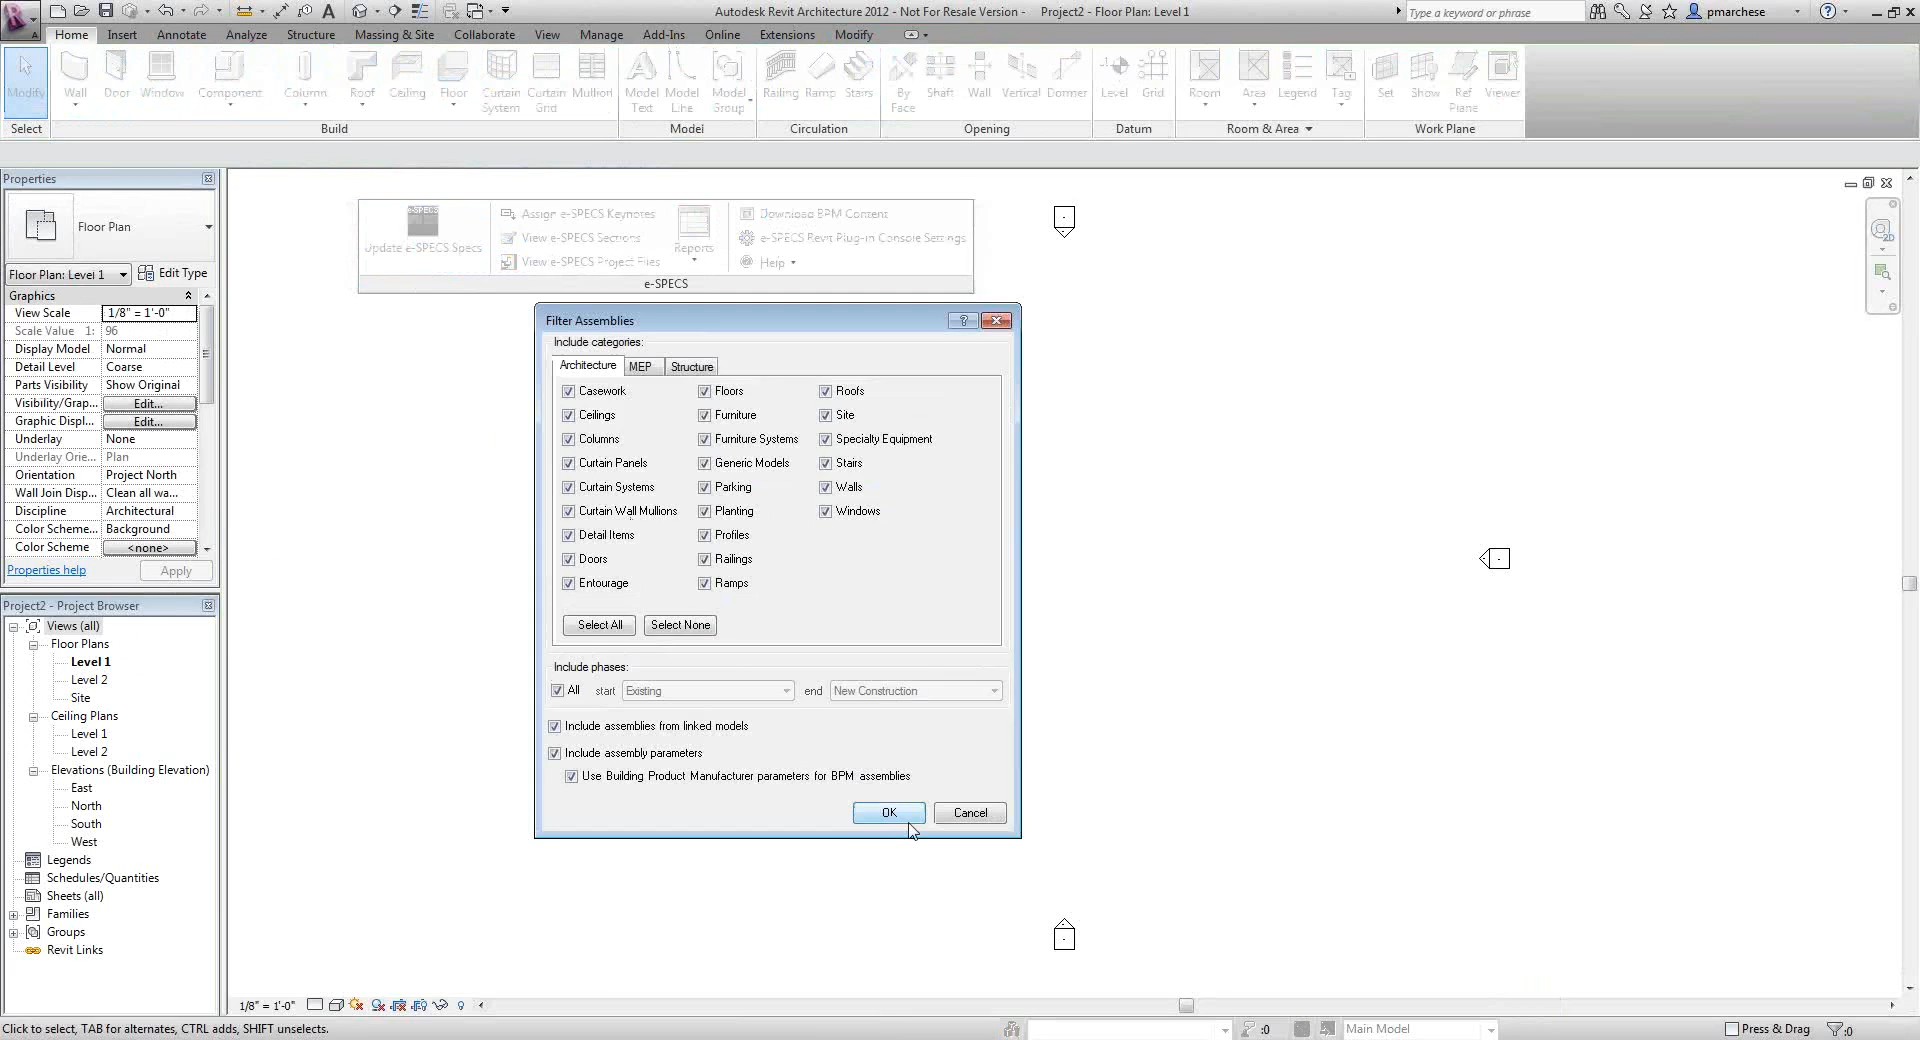 Autodesk Revit Architecture 2012 - Not For Resale Version - Project2 - Floor Plan: Level 1
Type a keyword or phrase
pmarchese
Home Insert Annotate Analyze Structure Massing & Site Collaborate View Manage Add-Ins Online Extensions Modify
Modify Wall Door Window Component Column Roof Ceiling Floor Curtain System Curtain Grid Mullion Model Text Model Line Model Group Railing Ramp Stairs By Face Shaft Wall Vertical Dormer Level Grid Room Area Legend Tag Set Show Ref Plane Viewer
Select Build Model Circulation Opening Datum Room & Area Work Plane
Properties
Floor Plan
Floor Plan: Level 1 Edit Type
Graphics
View Scale 1/8" = 1'-0"
Scale Value 1: 96
Display Model Normal
Detail Level Coarse
Parts Visibility Show Original
Visibility/Grap... Edit...
Graphic Displ... Edit...
Underlay None
Underlay Orie... Plan
Orientation Project North
Wall Join Disp... Clean all wa...
Discipline Architectural
Color Scheme... Background
Color Scheme <none>
Properties help Apply
Project2 - Project Browser
Views (all)
Floor Plans
Level 1
Level 2
Site
Ceiling Plans
Level 1
Level 2
Elevations (Building Elevation)
East
North
South
West
Legends
Schedules/Quantities
Sheets (all)
Families
Groups
Revit Links
e-SPECS
Update e-SPECS Specs
Assign e-SPECS Keynotes
View e-SPECS Sections
View e-SPECS Project Files
Reports
Download BPM Content
e-SPECS Revit Plug-in Console Settings
Help
e-SPECS
Filter Assemblies
Include categories:
Architecture MEP Structure
Casework Floors Roofs
Ceilings Furniture Site
Columns Furniture Systems Specialty Equipment
Curtain Panels Generic Models Stairs
Curtain Systems Parking Walls
Curtain Wall Mullions Planting Windows
Detail Items Profiles
Doors Railings
Entourage Ramps
Select All Select None
Include phases:
All start Existing end New Construction
Include assemblies from linked models
Include assembly parameters
Use Building Product Manufacturer parameters for BPM assemblies
OK Cancel
1/8" = 1'-0"
Click to select, TAB for alternates, CTRL adds, SHIFT unselects.
:0 Main Model Press & Drag :0